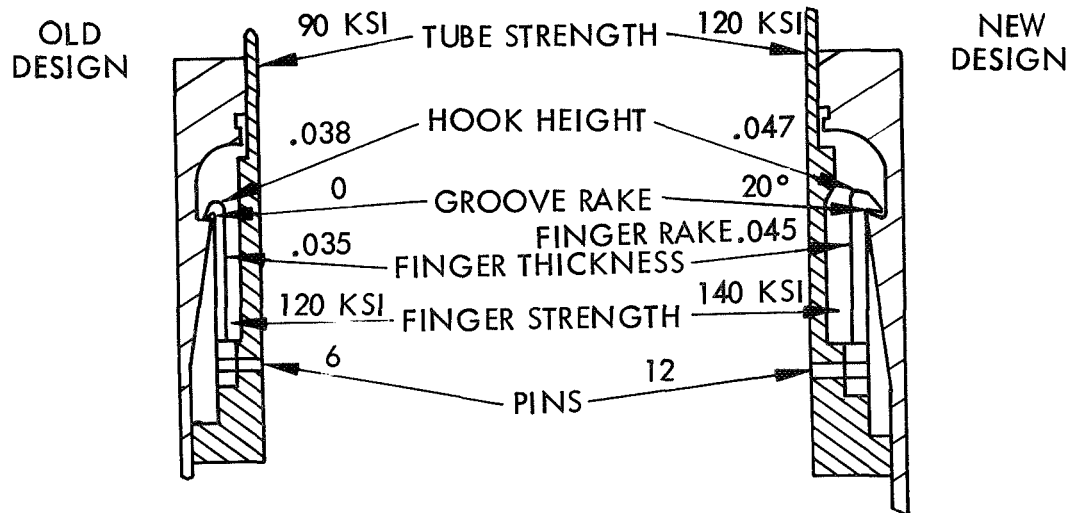 OLD
DESIGN
NEW
DESIGN
90 KSI TUBE STRENGTH 120 KSI
.038 HOOK HEIGHT .047
0 GROOVE RAKE 20°
FINGER RAKE
.035 FINGER THICKNESS .045
120 KSI FINGER STRENGTH 140 KSI
6 PINS 12